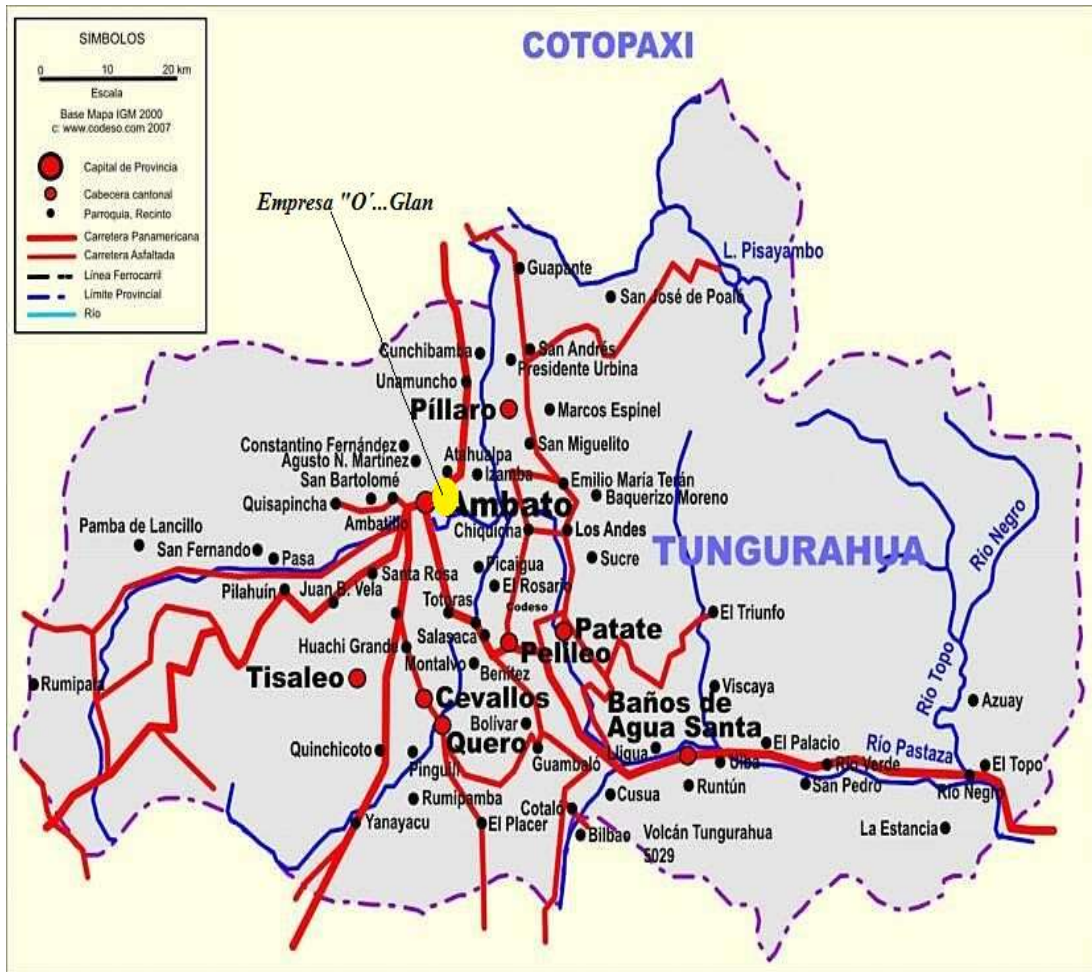 COTOPAXI
SIMBOLOS
0 10 20 km
Escala
Base Mapa IGM 2000
c: www.codeso.com 2007
Capital de Provincia
Cabecera cantonal
Parroquia, Recinto
Carretera Panamericana
Carretera Asfaltada
Línea Ferrocarril
Límite Provincial
Río
Empresa "O´...Glan
L. Pisayambo
Guapante
San José de Poaló
Cunchibamba
San Andrés
Presidente Urbina
Unamuncho
Píllaro
Marcos Espinel
Constantino Fernández
San Miguelito
Agusto N. Martínez
Atahualpa
Izamba
Emilio María Terán
San Bartolomé
Baquerizo Moreno
Quisapincha
Ambato
Ambatillo
Chiquicha
Los Andes
Pamba de Lancillo
San Fernando
Pasa
TUNGURAHUA
Río Negro
Sucre
Picaigua
Santa Rosa
Pilahuín
Juan B. Vela
El Rosario
Codeso
Totoras
El Triunfo
Salasaca
Patate
Huachi Grande
Pelileo
Montalvo
Benítez
Tisaleo
Río Topo
Rumipata
Viscaya
Azuay
Cevallos
Baños de
Agua Santa
Bolívar
Quero
El Palacio
Río Pastaza
Quinchicoto
Lligua
Pinguilí
Guambaló
Ulba
Río Verde
El Topo
Runtún
San Pedro
Río Negro
Rumipamba
Cotaló
Cusua
Yanayacu
El Placer
Bilbao
Volcán Tungurahua
5029
La Estancia